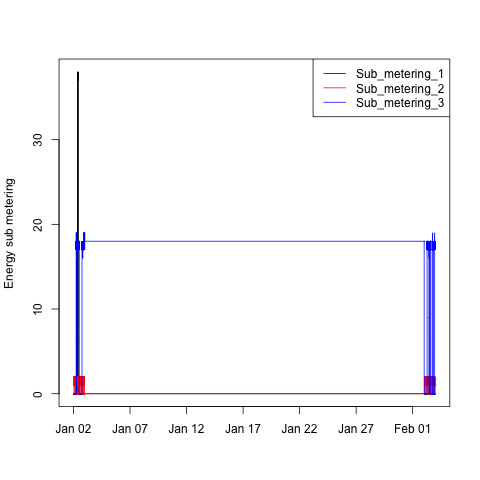 Sub_metering_1
Sub_metering_2
Sub_metering_3
Energy sub metering
30
20
10
0
Jan 02 Jan 07 Jan 12 Jan 17 Jan 22 Jan 27 Feb 01